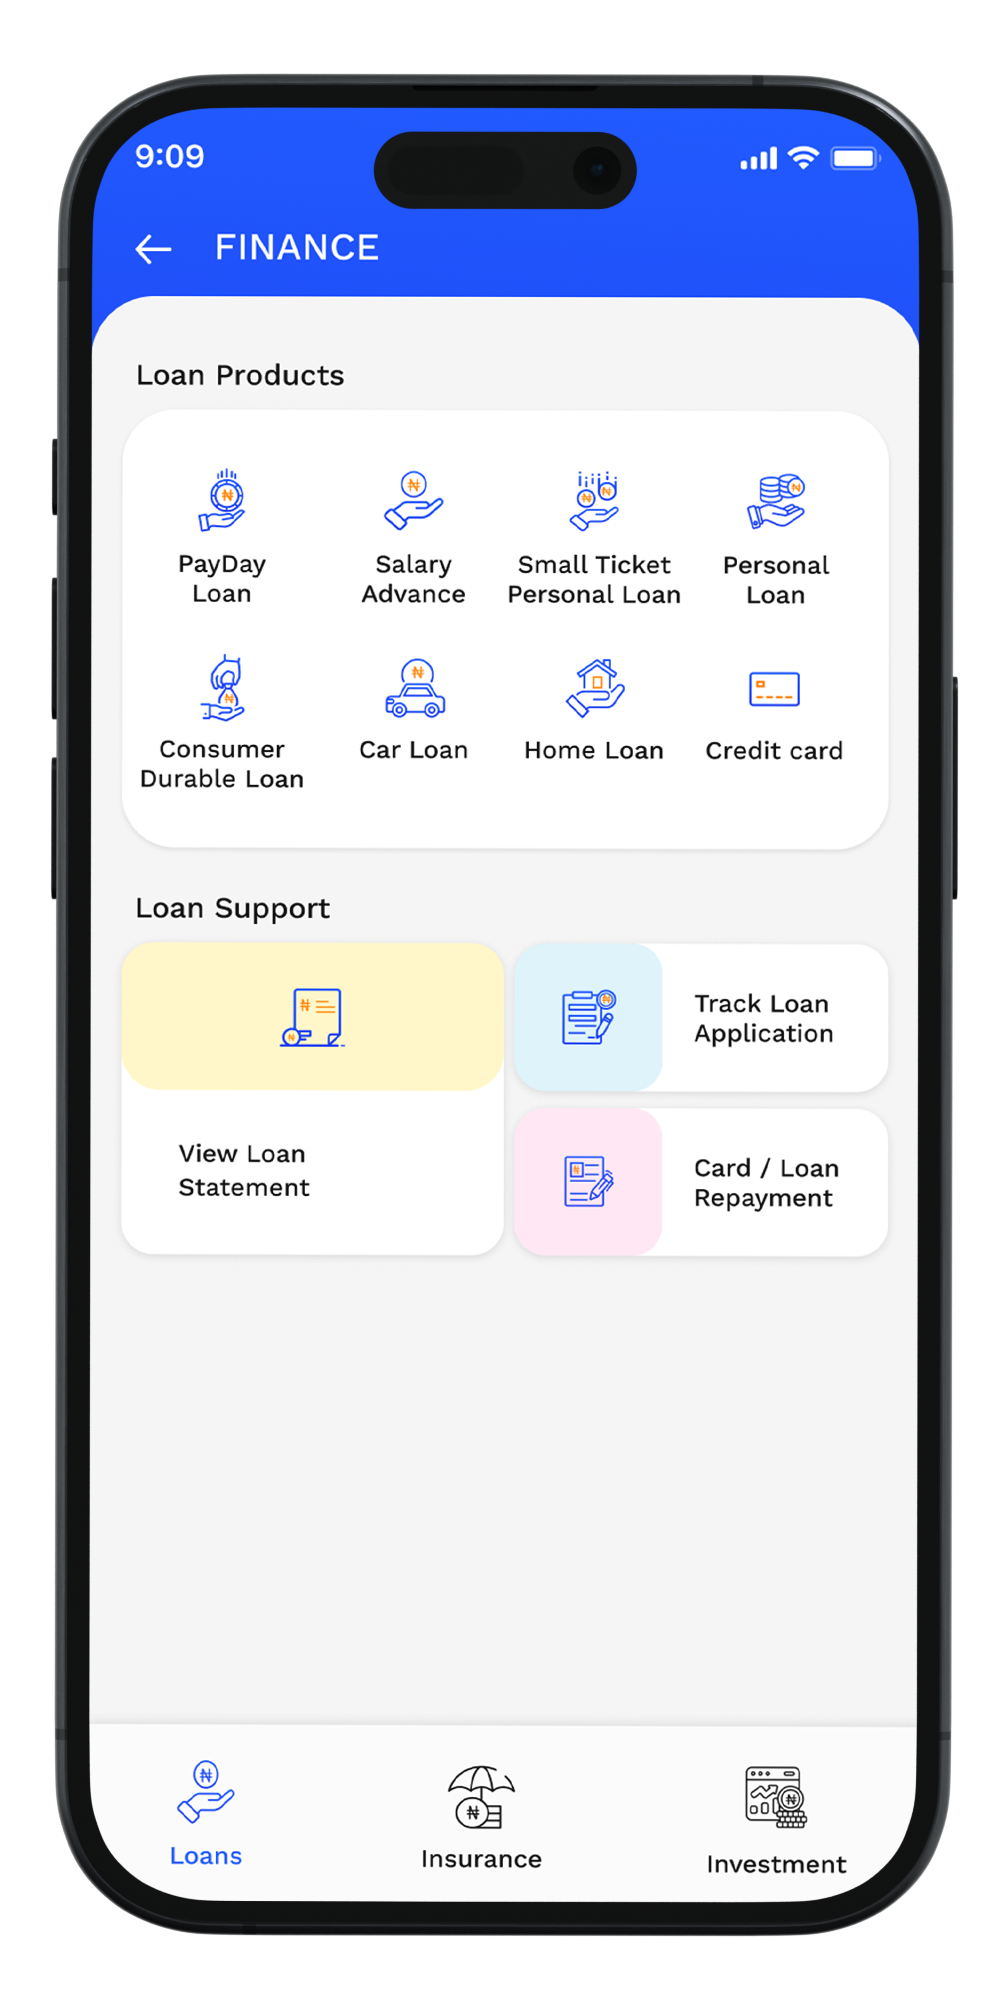 9:09
FINANCE
Loan Products
PayDay
Loan
Salary
Advance
Small Ticket
Personal Loan
Personal
Loan
Consumer
Durable Loan
Car Loan
Home Loan
Credit card
Loan Support
View Loan
Statement
Track Loan
Application
Card / Loan
Repayment
Loans
Insurance
Investment